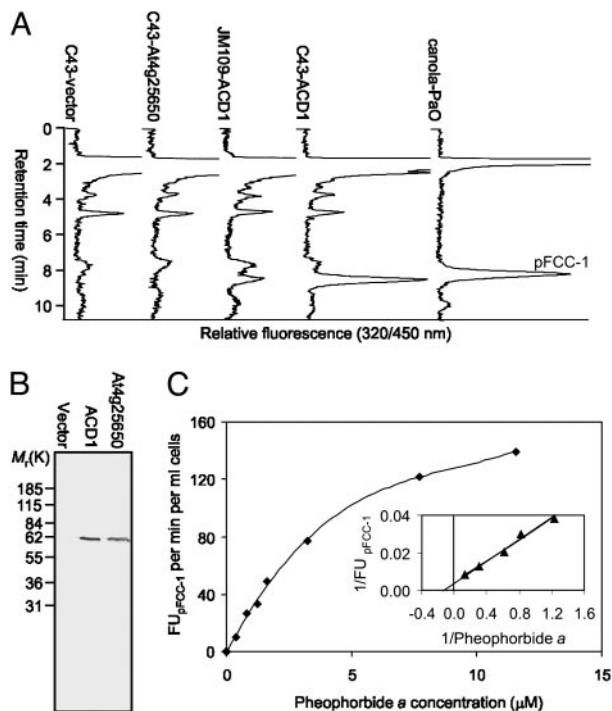 A
C43-vector
C43-At4g25650
JM109-ACD1
C43-ACD1
canola-PaO
Retention time (min)
0
2
4
6
8
10
pFCC-1
Relative fluorescence (320/450 nm)
B
Vector
ACD1
At4g25650
Mr(K)
185
115
84
62
55
36
31
C
FUpFCC-1 per min per ml cells
160
120
80
40
0
0
5
10
15
Pheophorbide a concentration (μM)
1/FU pFCC-1
0.04
0.02
0.00
-0.4
0.0
0.4
0.8
1.2
1.6
1/Pheophorbide a